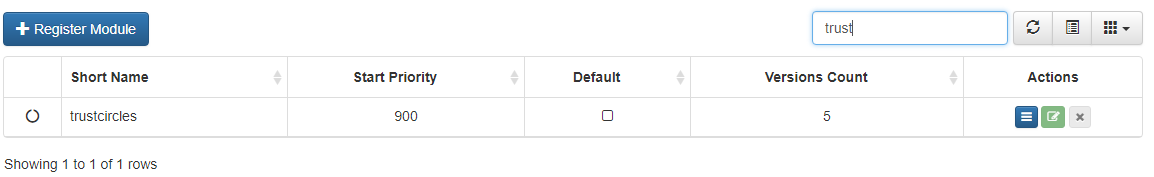 Register Module
trust
Short Name Start Priority Default Versions Count Actions
trustcircles 900 5
Showing 1 to 1 of 1 rows